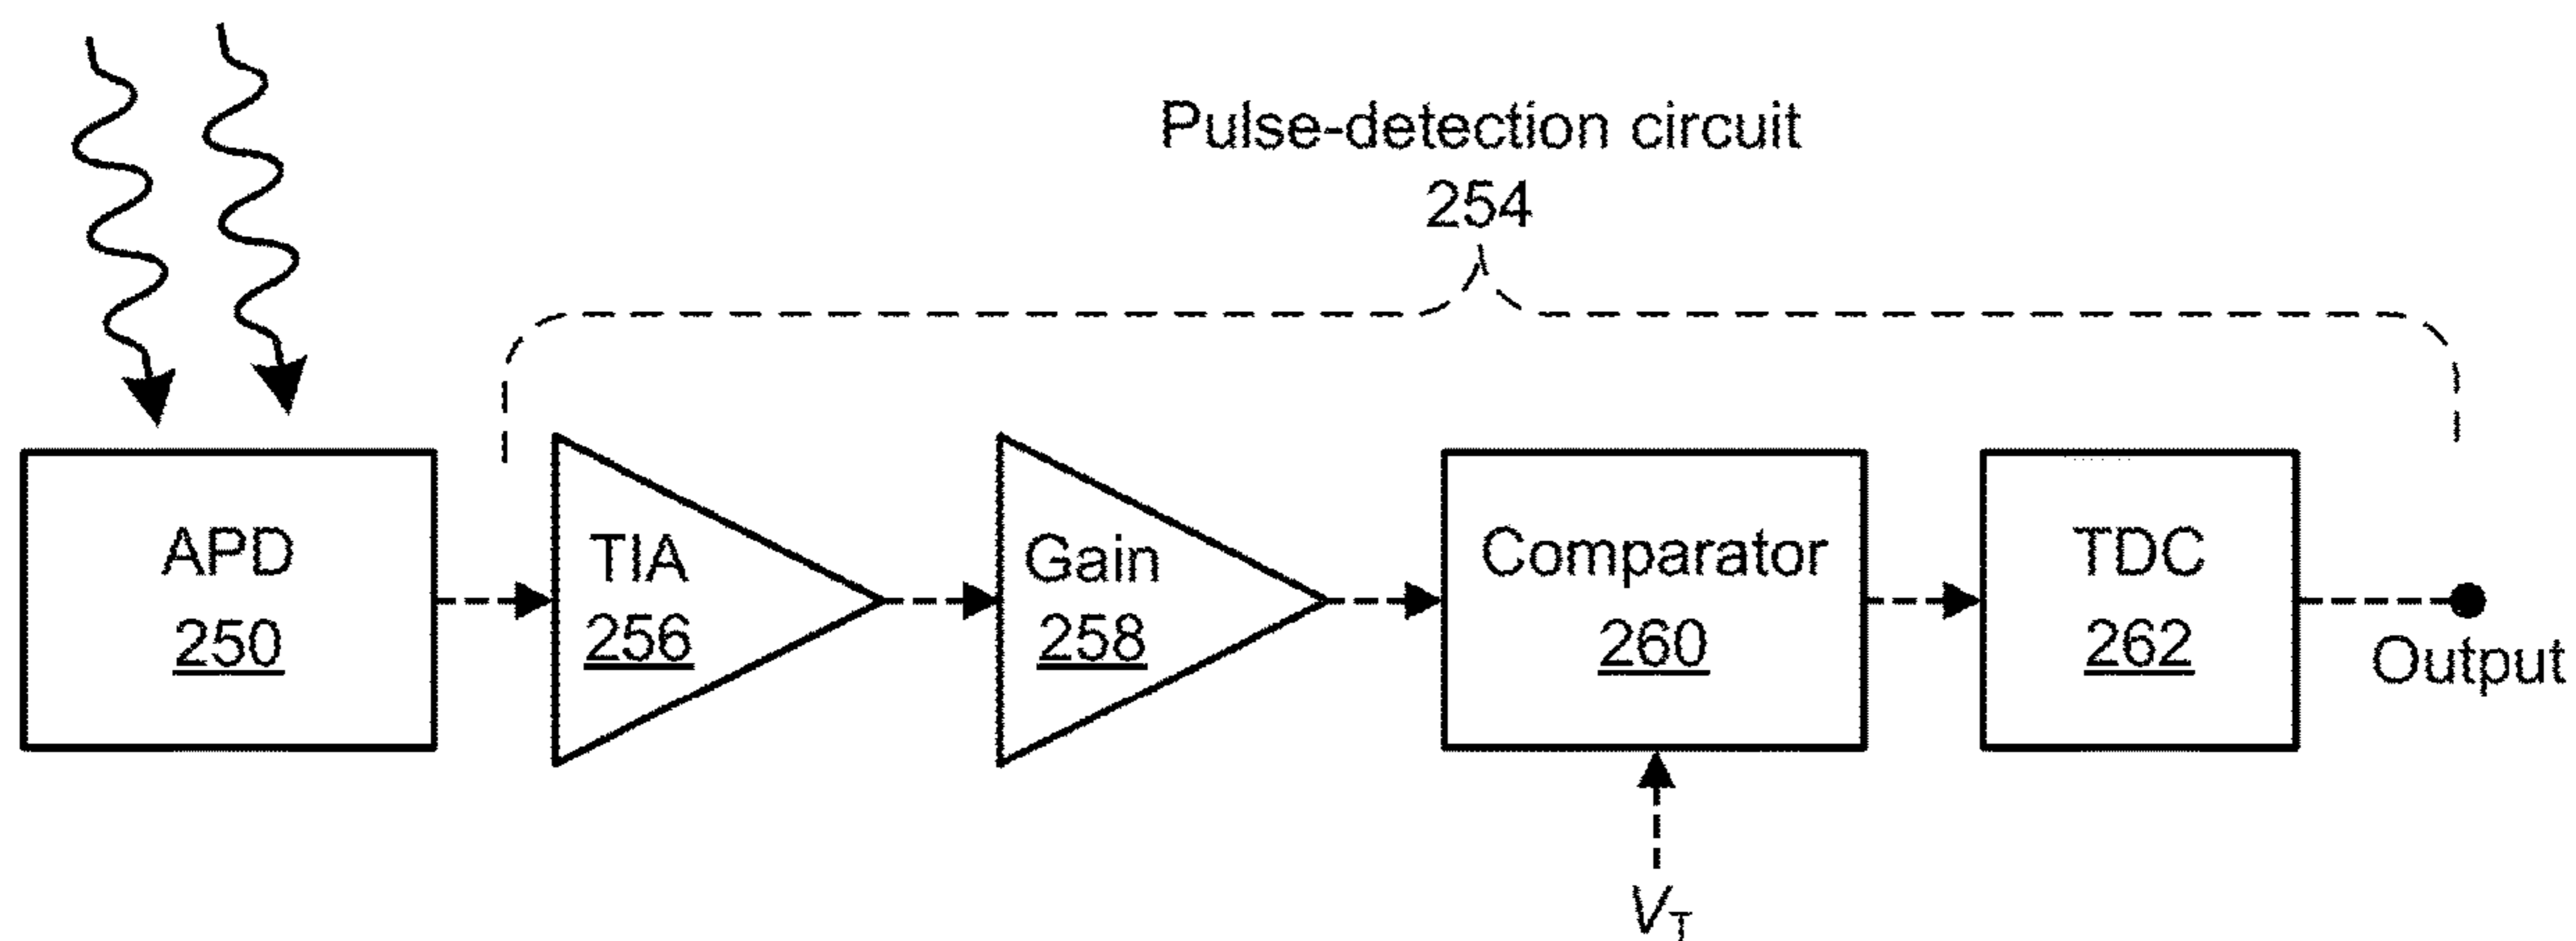 Pulse-detection circuit
254
APD
250
TIA
256
Gain
258
Comparator
260
TDC
262
Output
V_T